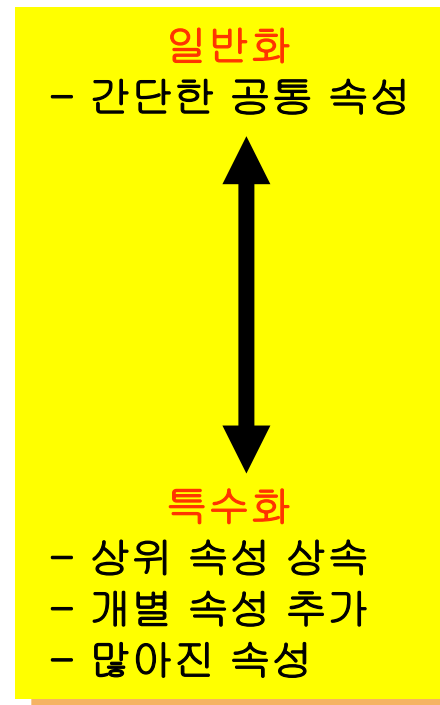 일반화
- 간단한 공통 속성
특수화
- 상위 속성 상속
- 개별 속성 추가
- 많아진 속성